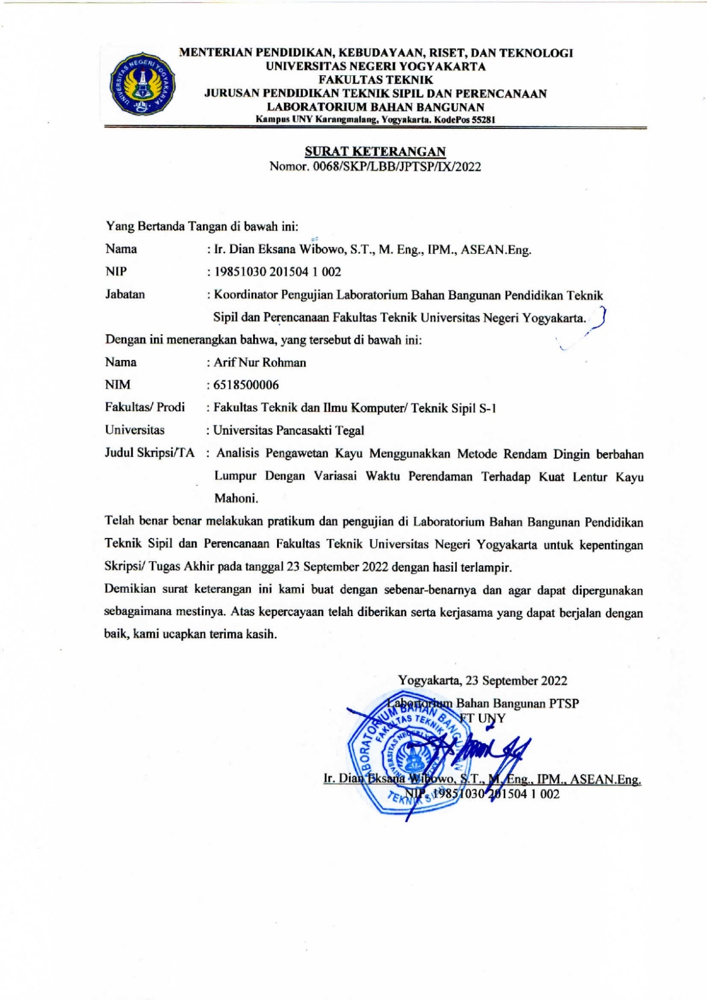 MENTERIAN PENDIDIKAN, KEBUDAYAAN, RISET, DAN TEKNOLOGI
UNIVERSITAS NEGERI YOGYAKARTA
FAKULTAS TEKNIK
JURUSAN PENDIDIKAN TEKNIK SIPIL DAN PERENCANAAN
LABORATORIUM BAHAN BANGUNAN
Kampus UNY Karangmalang, Yogyakarta. KodePos 55281
UNIVERSITAS NEGERI YOGYAKARTA
SURAT KETERANGAN
Nomor. 0068/SKP/LBB/JPTSP/IX/2022
Yang Bertanda Tangan di bawah ini:
Nama : Ir. Dian Eksana Wibowo, S.T., M. Eng., IPM., ASEAN.Eng.
NIP : 19851030 201504 1 002
Jabatan : Koordinator Pengujian Laboratorium Bahan Bangunan Pendidikan Teknik
Sipil dan Perencanaan Fakultas Teknik Universitas Negeri Yogyakarta.
Dengan ini menerangkan bahwa, yang tersebut di bawah ini:
Nama : Arif Nur Rohman
NIM : 6518500006
Fakultas/ Prodi : Fakultas Teknik dan Ilmu Komputer/ Teknik Sipil S-1
Universitas : Universitas Pancasakti Tegal
Judul Skripsi/TA : Analisis Pengawetan Kayu Menggunakkan Metode Rendam Dingin berbahan
Lumpur Dengan Variasai Waktu Perendaman Terhadap Kuat Lentur Kayu
Mahoni.
Telah benar benar melakukan pratikum dan pengujian di Laboratorium Bahan Bangunan Pendidikan
Teknik Sipil dan Perencanaan Fakultas Teknik Universitas Negeri Yogyakarta untuk kepentingan
Skripsi/ Tugas Akhir pada tanggal 23 September 2022 dengan hasil terlampir.
Demikian surat keterangan ini kami buat dengan sebenar-benarnya dan agar dapat dipergunakan
sebagaimana mestinya. Atas kepercayaan telah diberikan serta kerjasama yang dapat berjalan dengan
baik, kami ucapkan terima kasih.
Yogyakarta, 23 September 2022
Labortorium Bahan Bangunan PTSP
FT UNY
LABORATORIUM BAHAN BANGUNAN
FAKULTAS TEKNIK
UNIVERSITAS NEGERI
TEKNIK SIPIL
Ir. Dian Eksana Wibowo, S.T., M. Eng., IPM., ASEAN.Eng.
NIP. 19851030 201504 1 002